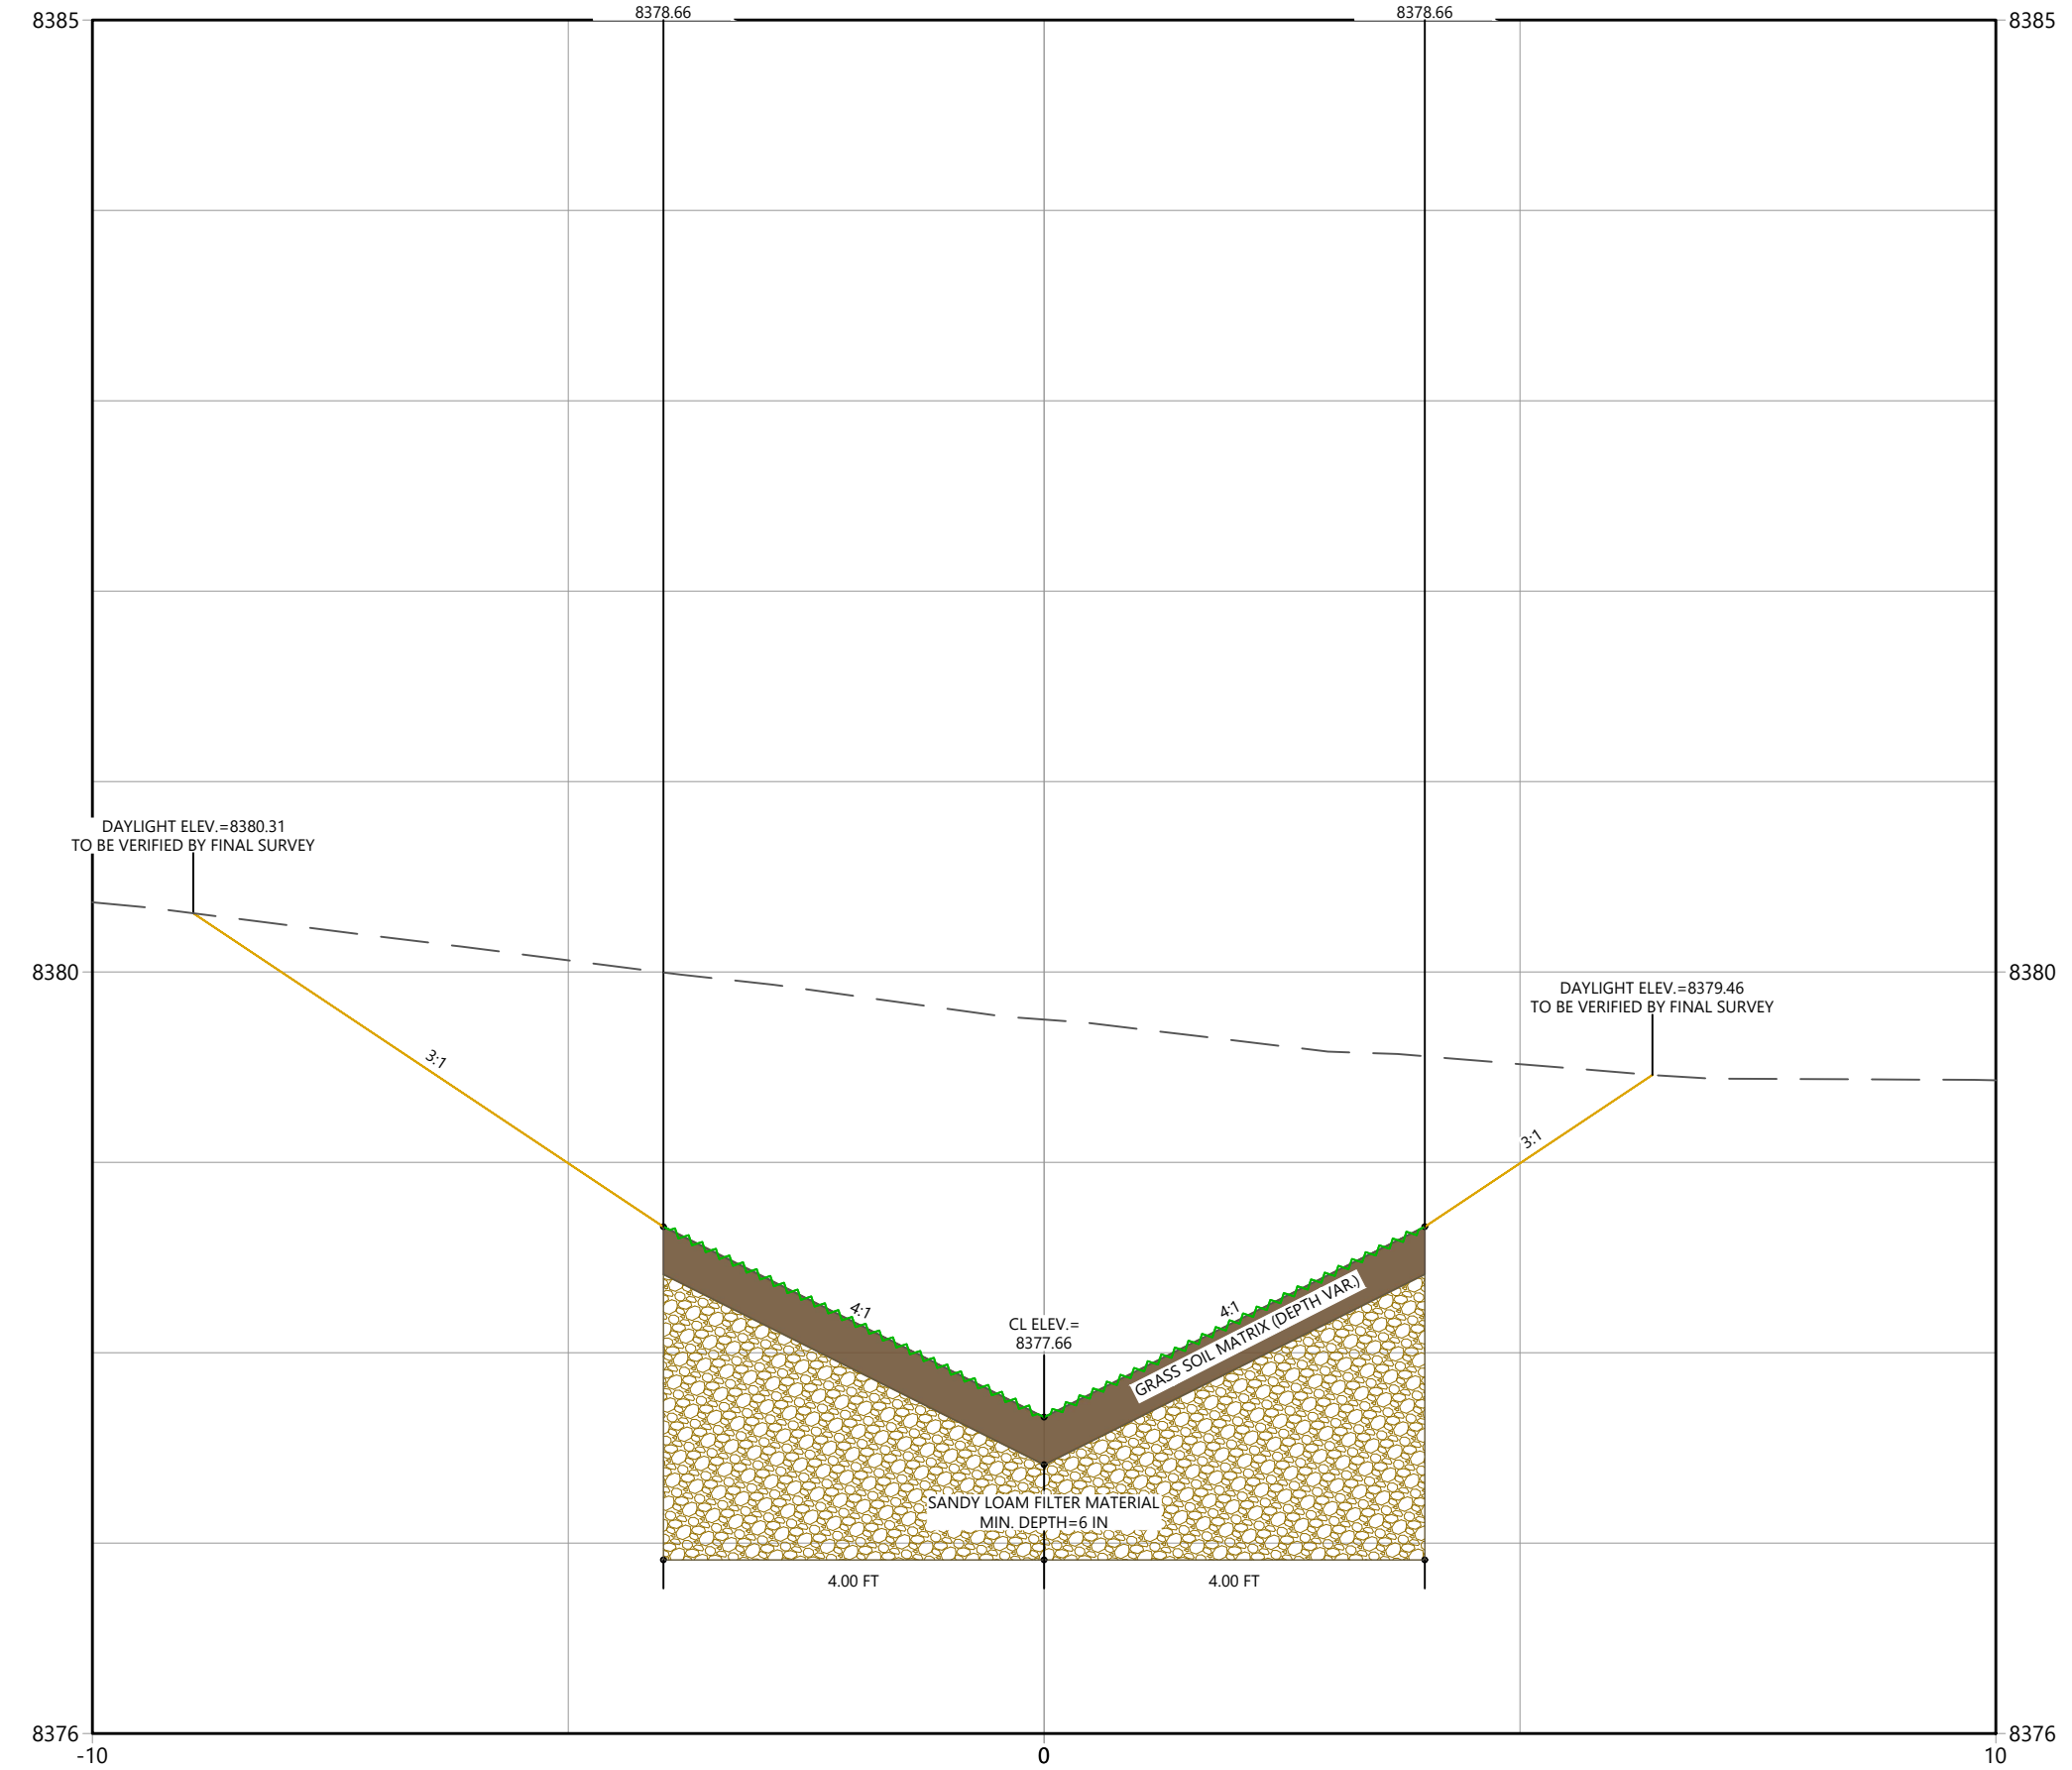 8378.66
8378.66
8385
8385
DAYLIGHT ELEV.=8380.31
TO BE VERIFIED BY FINAL SURVEY
8380
8380
DAYLIGHT ELEV.=8379.46
TO BE VERIFIED BY FINAL SURVEY
3:1
3:1
4:1
4:1
CL ELEV.=
8377.66
GRASS SOIL MATRIX (DEPTH VAR.)
SANDY LOAM FILTER MATERIAL
MIN. DEPTH=6 IN
4.00 FT
4.00 FT
8376
8376
-10
0
10